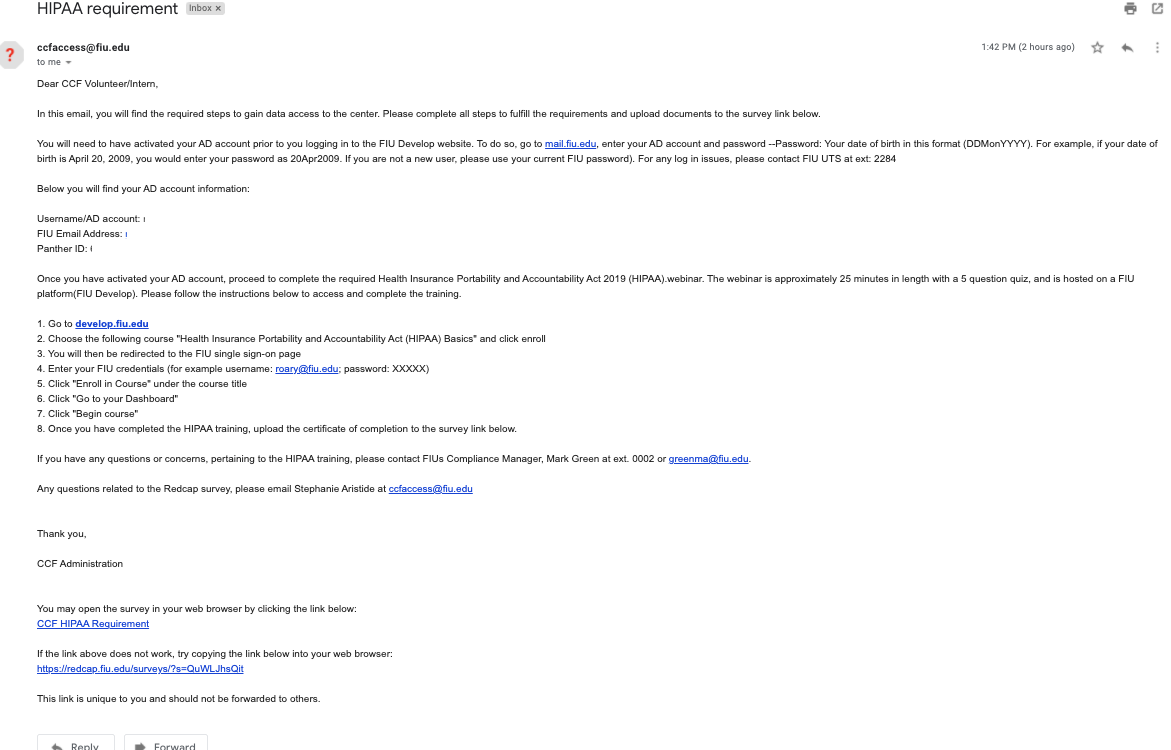 HIPAA requirement Inbox ×
ccfaccess@fiu.edu 1:42 PM (2 hours ago)
to me
Dear CCF Volunteer/Intern,
In this email, you will find the required steps to gain data access to the center. Please complete all steps to fulfill the requirements and upload documents to the survey link below.
You will need to have activated your AD account prior to you logging in to the FIU Develop website. To do so, go to mail.fiu.edu, enter your AD account and password --Password: Your date of birth in this format (DDMonYYYY). For example, if your date of
birth is April 20, 2009, you would enter your password as 20Apr2009. If you are not a new user, please use your current FIU password). For any log in issues, please contact FIU UTS at ext: 2284
Below you will find your AD account information:
Username/AD account:
FIU Email Address:
Panther ID:
Once you have activated your AD account, proceed to complete the required Health Insurance Portability and Accountability Act 2019 (HIPAA).webinar. The webinar is approximately 25 minutes in length with a 5 question quiz, and is hosted on a FIU
platform(FIU Develop). Please follow the instructions below to access and complete the training.
1. Go to develop.fiu.edu
2. Choose the following course "Health Insurance Portability and Accountability Act (HIPAA) Basics" and click enroll
3. You will then be redirected to the FIU single sign-on page
4. Enter your FIU credentials (for example username: roary@fiu.edu; password: XXXXX)
5. Click "Enroll in Course" under the course title
6. Click "Go to your Dashboard"
7. Click "Begin course"
8. Once you have completed the HIPAA training, upload the certificate of completion to the survey link below.
If you have any questions or concerns, pertaining to the HIPAA training, please contact FIUs Compliance Manager, Mark Green at ext. 0002 or greenma@fiu.edu.
Any questions related to the Redcap survey, please email Stephanie Aristide at ccfaccess@fiu.edu
Thank you,
CCF Administration
You may open the survey in your web browser by clicking the link below:
CCF HIPAA Requirement
If the link above does not work, try copying the link below into your web browser:
https://redcap.fiu.edu/surveys/?s=QuWLJhsQit
This link is unique to you and should not be forwarded to others.
Reply Forward